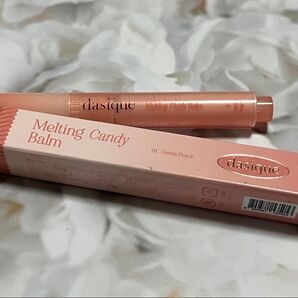 dasique
Melting Candy Balm
Melting Candy
Balm
01 Gentle Peach
dasique